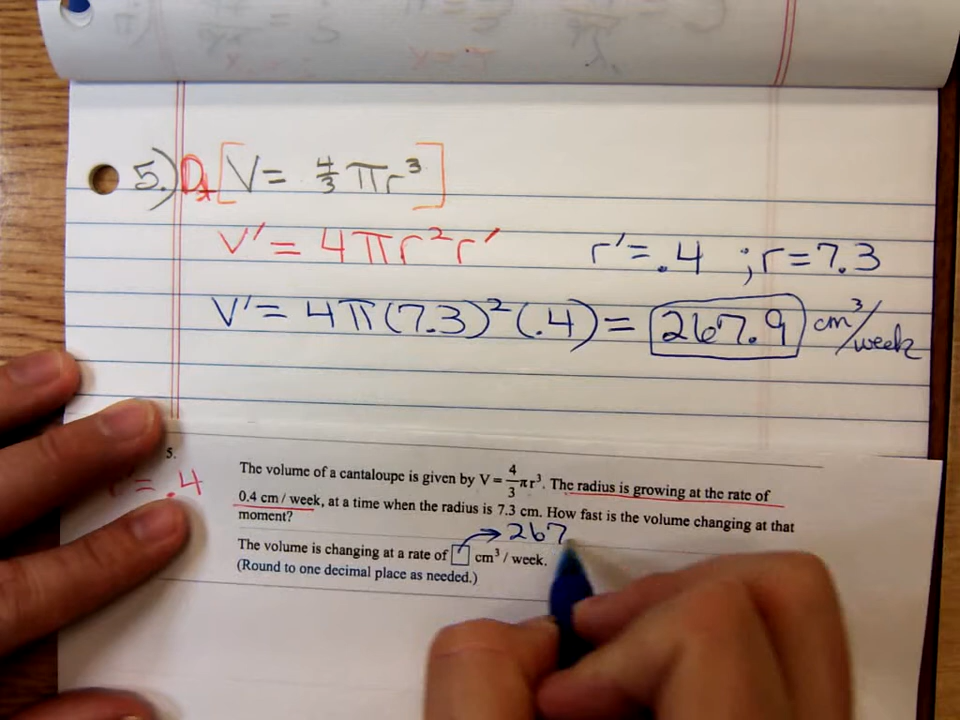 5.) Dₓ[V = 4/3 πr³]
V' = 4πr²r' r' = .4 ; r = 7.3
V' = 4π(7.3)²(.4) = 267.9 cm³/week
5.
r' = .4
The volume of a cantaloupe is given by V = 4/3 πr³. The radius is growing at the rate of
0.4 cm / week, at a time when the radius is 7.3 cm. How fast is the volume changing at that
moment?
→ 267
The volume is changing at a rate of □ cm³ / week.
(Round to one decimal place as needed.)